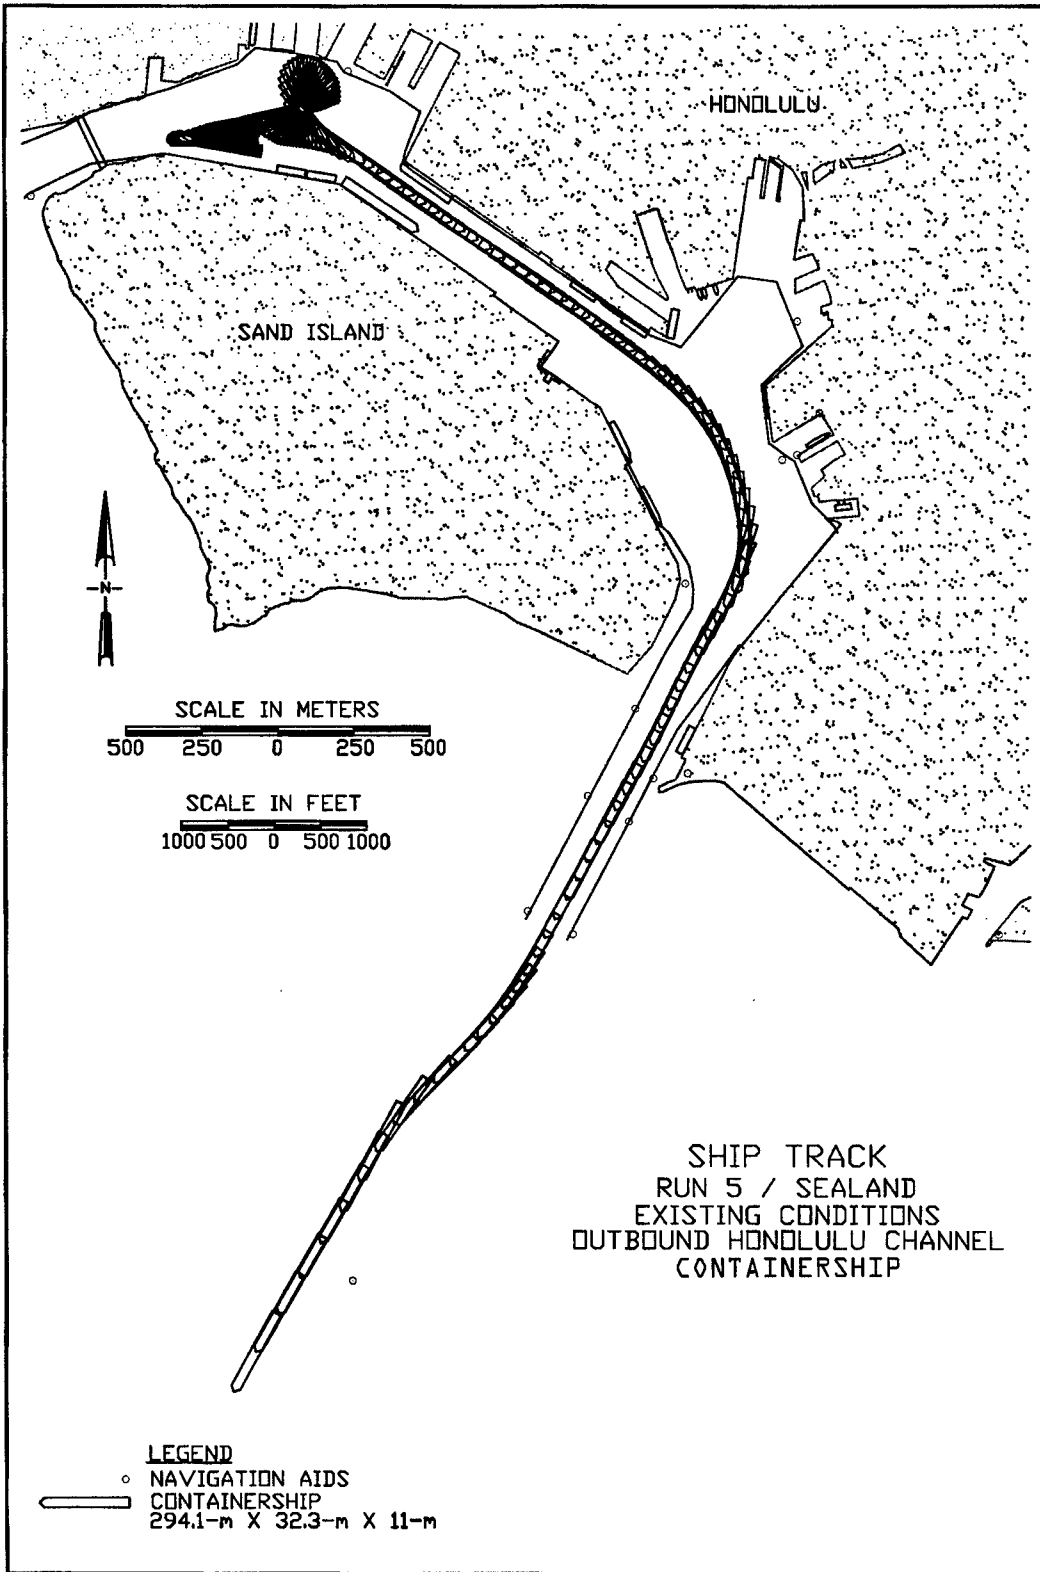 HONOLULU
SAND ISLAND
-N-
SCALE IN METERS
500 250 0 250 500
SCALE IN FEET
1000 500 0 500 1000
SHIP TRACK
RUN 5 / SEALAND
EXISTING CONDITIONS
OUTBOUND HONOLULU CHANNEL
CONTAINERSHIP
LEGEND
NAVIGATION AIDS
CONTAINERSHIP
294.1-m X 32.3-m X 11-m